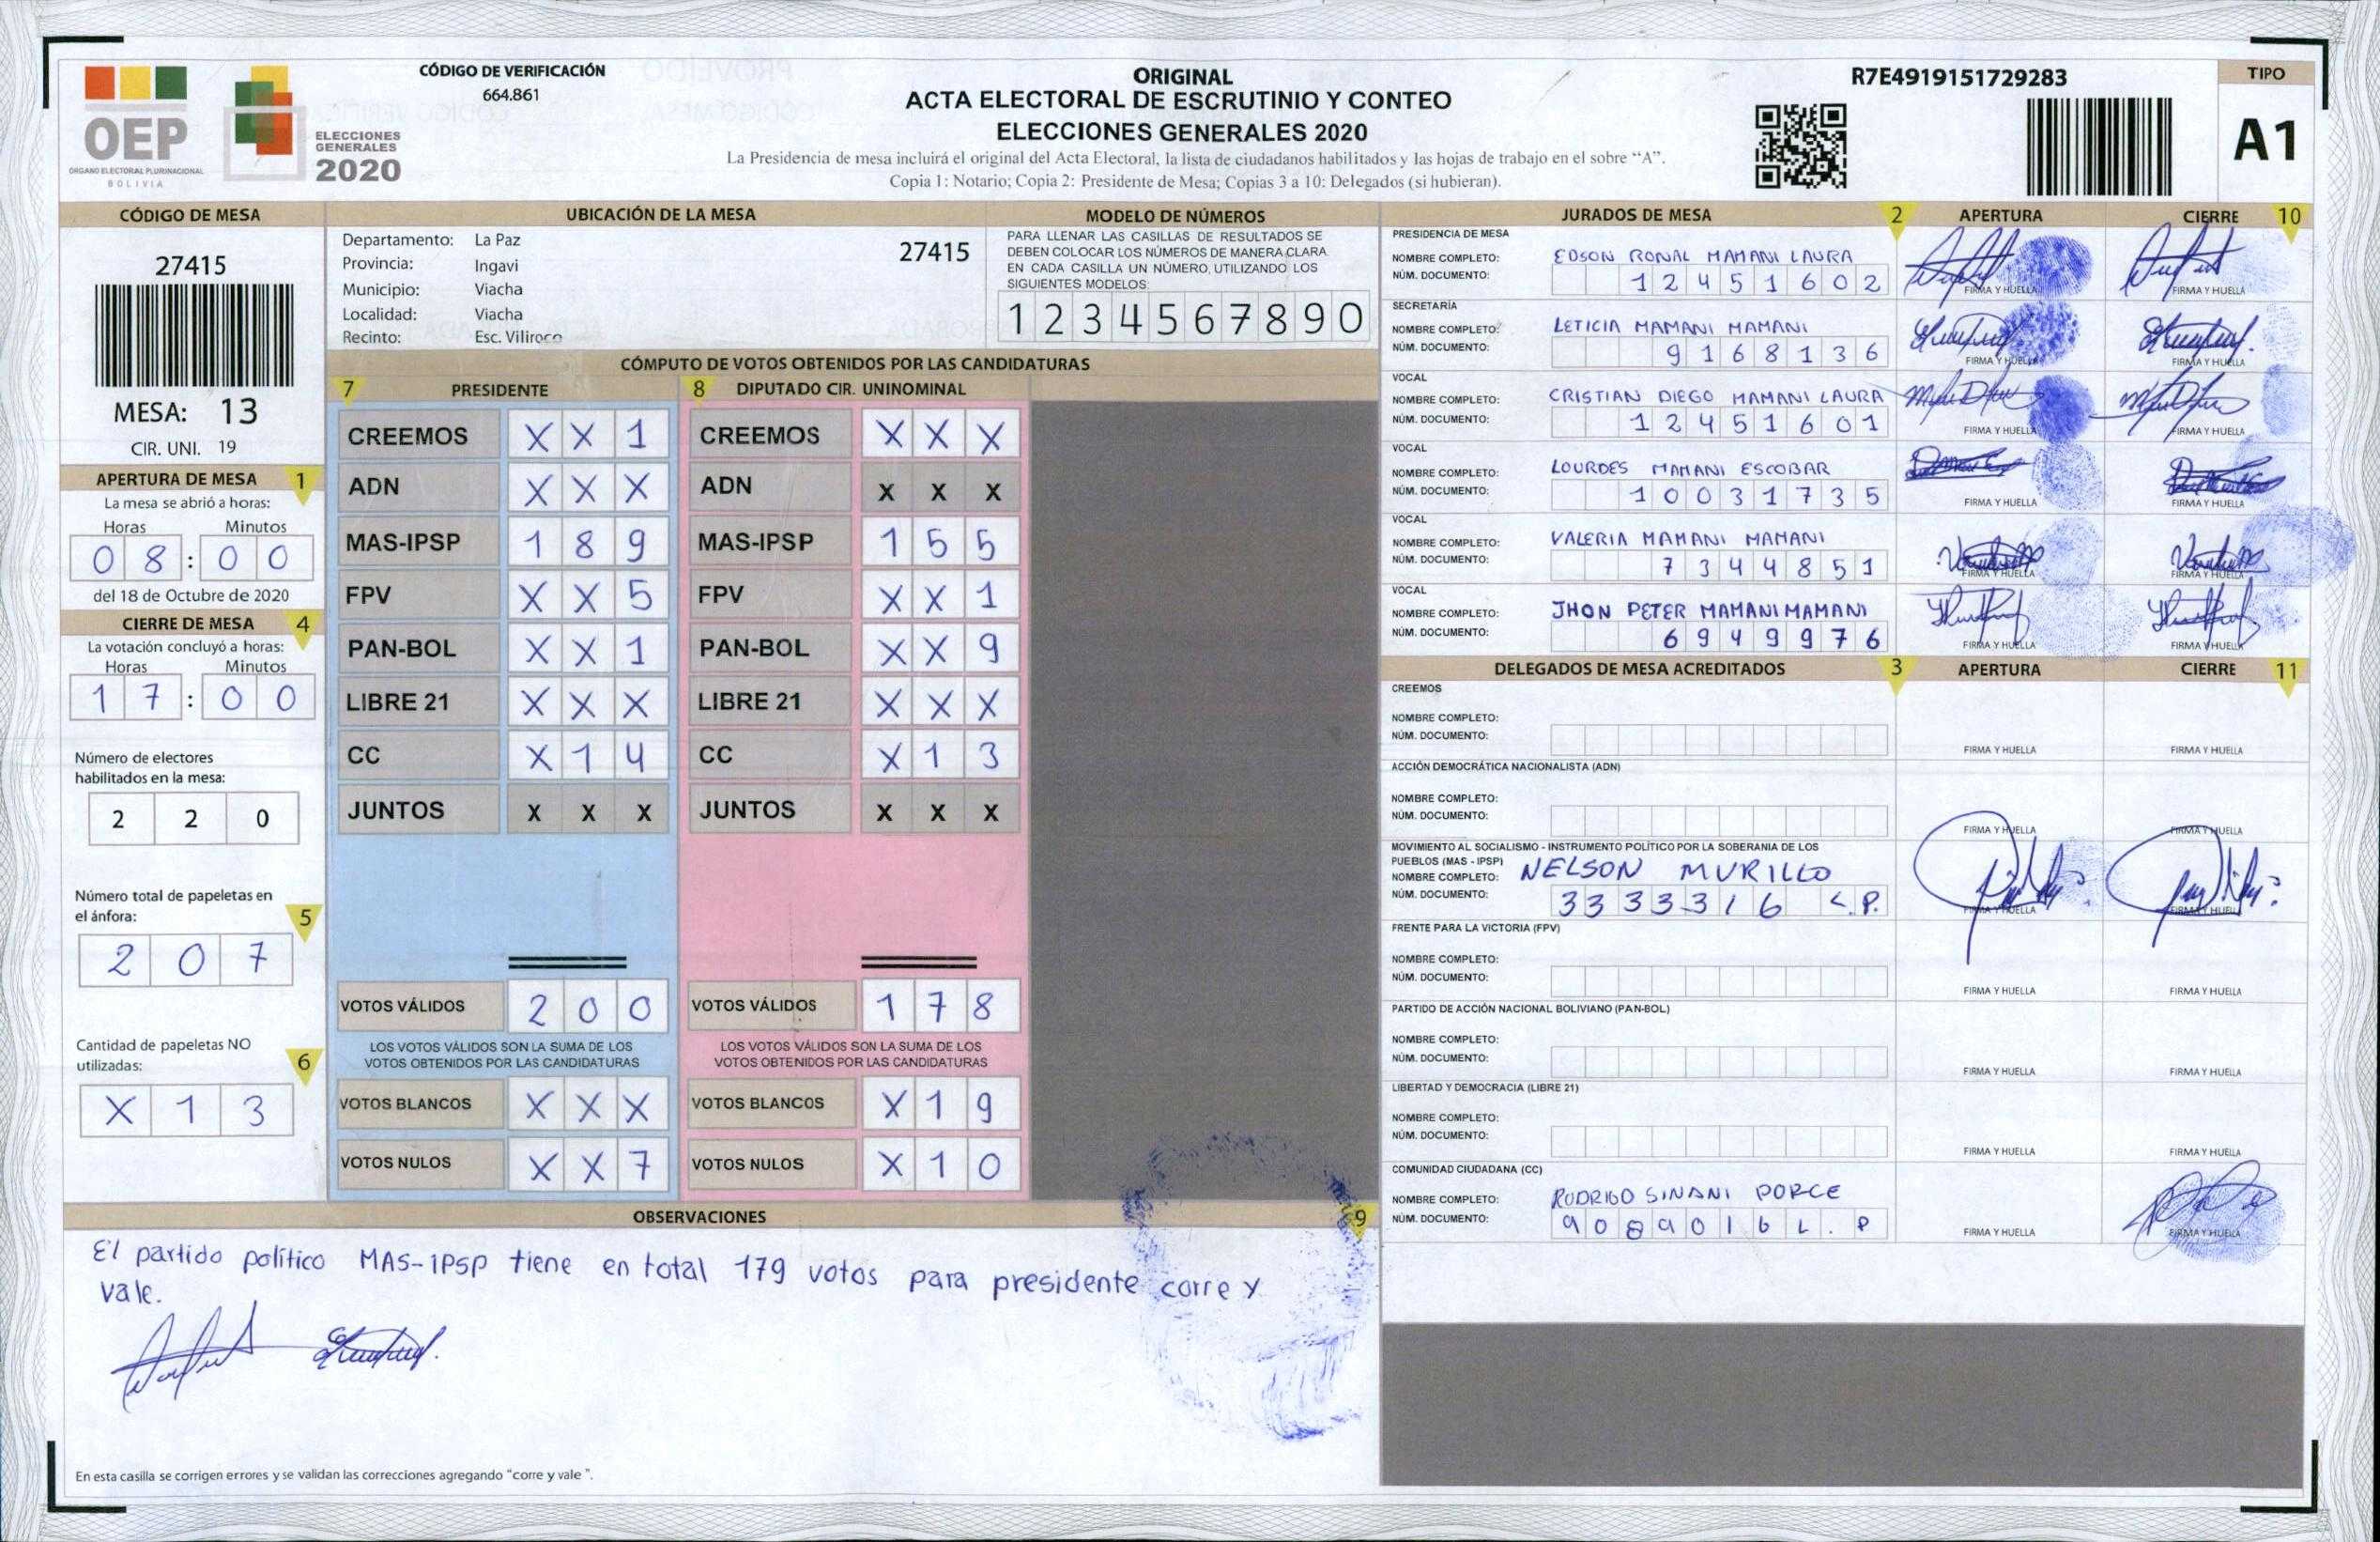 OEP
ÓRGANO ELECTORAL PLURINACIONAL
BOLIVIA
ELECCIONES
GENERALES
2020
CÓDIGO DE VERIFICACIÓN
664.861
ORIGINAL
ACTA ELECTORAL DE ESCRUTINIO Y CONTEO
ELECCIONES GENERALES 2020
La Presidencia de mesa incluirá el original del Acta Electoral, la lista de ciudadanos habilitados y las hojas de trabajo en el sobre “A”.
Copia 1: Notario; Copia 2: Presidente de Mesa; Copias 3 a 10: Delegados (si hubieran).
R7E4919151729283
TIPO
A1
CÓDIGO DE MESA
27415
MESA: 13
CIR. UNI. 19
APERTURA DE MESA 1
La mesa se abrió a horas:
Horas Minutos
0 8 : 0 0
del 18 de Octubre de 2020
CIERRE DE MESA 4
La votación concluyó a horas:
Horas Minutos
1 7 : 0 0
Número de electores
habilitados en la mesa:
2 2 0
Número total de papeletas en
el ánfora: 5
2 0 7
Cantidad de papeletas NO
utilizadas: 6
X 1 3
UBICACIÓN DE LA MESA
Departamento: La Paz 27415
Provincia: Ingavi
Municipio: Viacha
Localidad: Viacha
Recinto: Esc. Viliroco
MODELO DE NÚMEROS
PARA LLENAR LAS CASILLAS DE RESULTADOS SE
DEBEN COLOCAR LOS NÚMEROS DE MANERA CLARA.
EN CADA CASILLA UN NÚMERO, UTILIZANDO LOS
SIGUIENTES MODELOS:
1 2 3 4 5 6 7 8 9 0
CÓMPUTO DE VOTOS OBTENIDOS POR LAS CANDIDATURAS
7 PRESIDENTE
CREEMOS X X 1
ADN X X X
MAS-IPSP 1 8 9
FPV X X 5
PAN-BOL X X 1
LIBRE 21 X X X
CC X 1 4
JUNTOS X X X
VOTOS VÁLIDOS 2 0 0
LOS VOTOS VÁLIDOS SON LA SUMA DE LOS
VOTOS OBTENIDOS POR LAS CANDIDATURAS
VOTOS BLANCOS X X X
VOTOS NULOS X X 7
8 DIPUTADO CIR. UNINOMINAL
CREEMOS X X X
ADN X X X
MAS-IPSP 1 5 5
FPV X X 1
PAN-BOL X X 9
LIBRE 21 X X X
CC X 1 3
JUNTOS X X X
VOTOS VÁLIDOS 1 7 8
LOS VOTOS VÁLIDOS SON LA SUMA DE LOS
VOTOS OBTENIDOS POR LAS CANDIDATURAS
VOTOS BLANCOS X 1 9
VOTOS NULOS X 1 0
OBSERVACIONES 9
El partido político MAS-IPSP tiene en total 179 votos para presidente corre y
vale.
En esta casilla se corrigen errores y se validan las correcciones agregando “corre y vale ”.
JURADOS DE MESA 2 APERTURA CIERRE 10
PRESIDENCIA DE MESA
NOMBRE COMPLETO: EDSON RONAL MAMANI LAURA
NÚM. DOCUMENTO: 1 2 4 5 1 6 0 2
FIRMA Y HUELLA FIRMA Y HUELLA
SECRETARÍA
NOMBRE COMPLETO: LETICIA MAMANI MAMANI
NÚM. DOCUMENTO: 9 1 6 8 1 3 6
FIRMA Y HUELLA FIRMA Y HUELLA
VOCAL
NOMBRE COMPLETO: CRISTIAN DIEGO MAMANI LAURA
NÚM. DOCUMENTO: 1 2 4 5 1 6 0 1
FIRMA Y HUELLA FIRMA Y HUELLA
VOCAL
NOMBRE COMPLETO: LOURDES MAMANI ESCOBAR
NÚM. DOCUMENTO: 1 0 0 3 1 7 3 5
FIRMA Y HUELLA FIRMA Y HUELLA
VOCAL
NOMBRE COMPLETO: VALERIA MAMANI MAMANI
NÚM. DOCUMENTO: 7 3 4 4 8 5 1
FIRMA Y HUELLA FIRMA Y HUELLA
VOCAL
NOMBRE COMPLETO: JHON PETER MAMANI MAMANI
NÚM. DOCUMENTO: 6 9 4 9 9 7 6
FIRMA Y HUELLA FIRMA Y HUELLA
DELEGADOS DE MESA ACREDITADOS 3 APERTURA CIERRE 11
CREEMOS
NOMBRE COMPLETO:
NÚM. DOCUMENTO:
FIRMA Y HUELLA FIRMA Y HUELLA
ACCIÓN DEMOCRÁTICA NACIONALISTA (ADN)
NOMBRE COMPLETO:
NÚM. DOCUMENTO:
FIRMA Y HUELLA FIRMA Y HUELLA
MOVIMIENTO AL SOCIALISMO - INSTRUMENTO POLÍTICO POR LA SOBERANIA DE LOS
PUEBLOS (MAS - IPSP)
NOMBRE COMPLETO: NELSON MURILLO
NÚM. DOCUMENTO: 3 3 3 3 3 1 6 L.P.
FIRMA Y HUELLA FIRMA Y HUELLA
FRENTE PARA LA VICTORIA (FPV)
NOMBRE COMPLETO:
NÚM. DOCUMENTO:
FIRMA Y HUELLA FIRMA Y HUELLA
PARTIDO DE ACCIÓN NACIONAL BOLIVIANO (PAN-BOL)
NOMBRE COMPLETO:
NÚM. DOCUMENTO:
FIRMA Y HUELLA FIRMA Y HUELLA
LIBERTAD Y DEMOCRACIA (LIBRE 21)
NOMBRE COMPLETO:
NÚM. DOCUMENTO:
FIRMA Y HUELLA FIRMA Y HUELLA
COMUNIDAD CIUDADANA (CC)
NOMBRE COMPLETO: RODRIGO SINANI PORCE
NÚM. DOCUMENTO: 9 0 8 9 0 1 6 L . P
FIRMA Y HUELLA FIRMA Y HUELLA